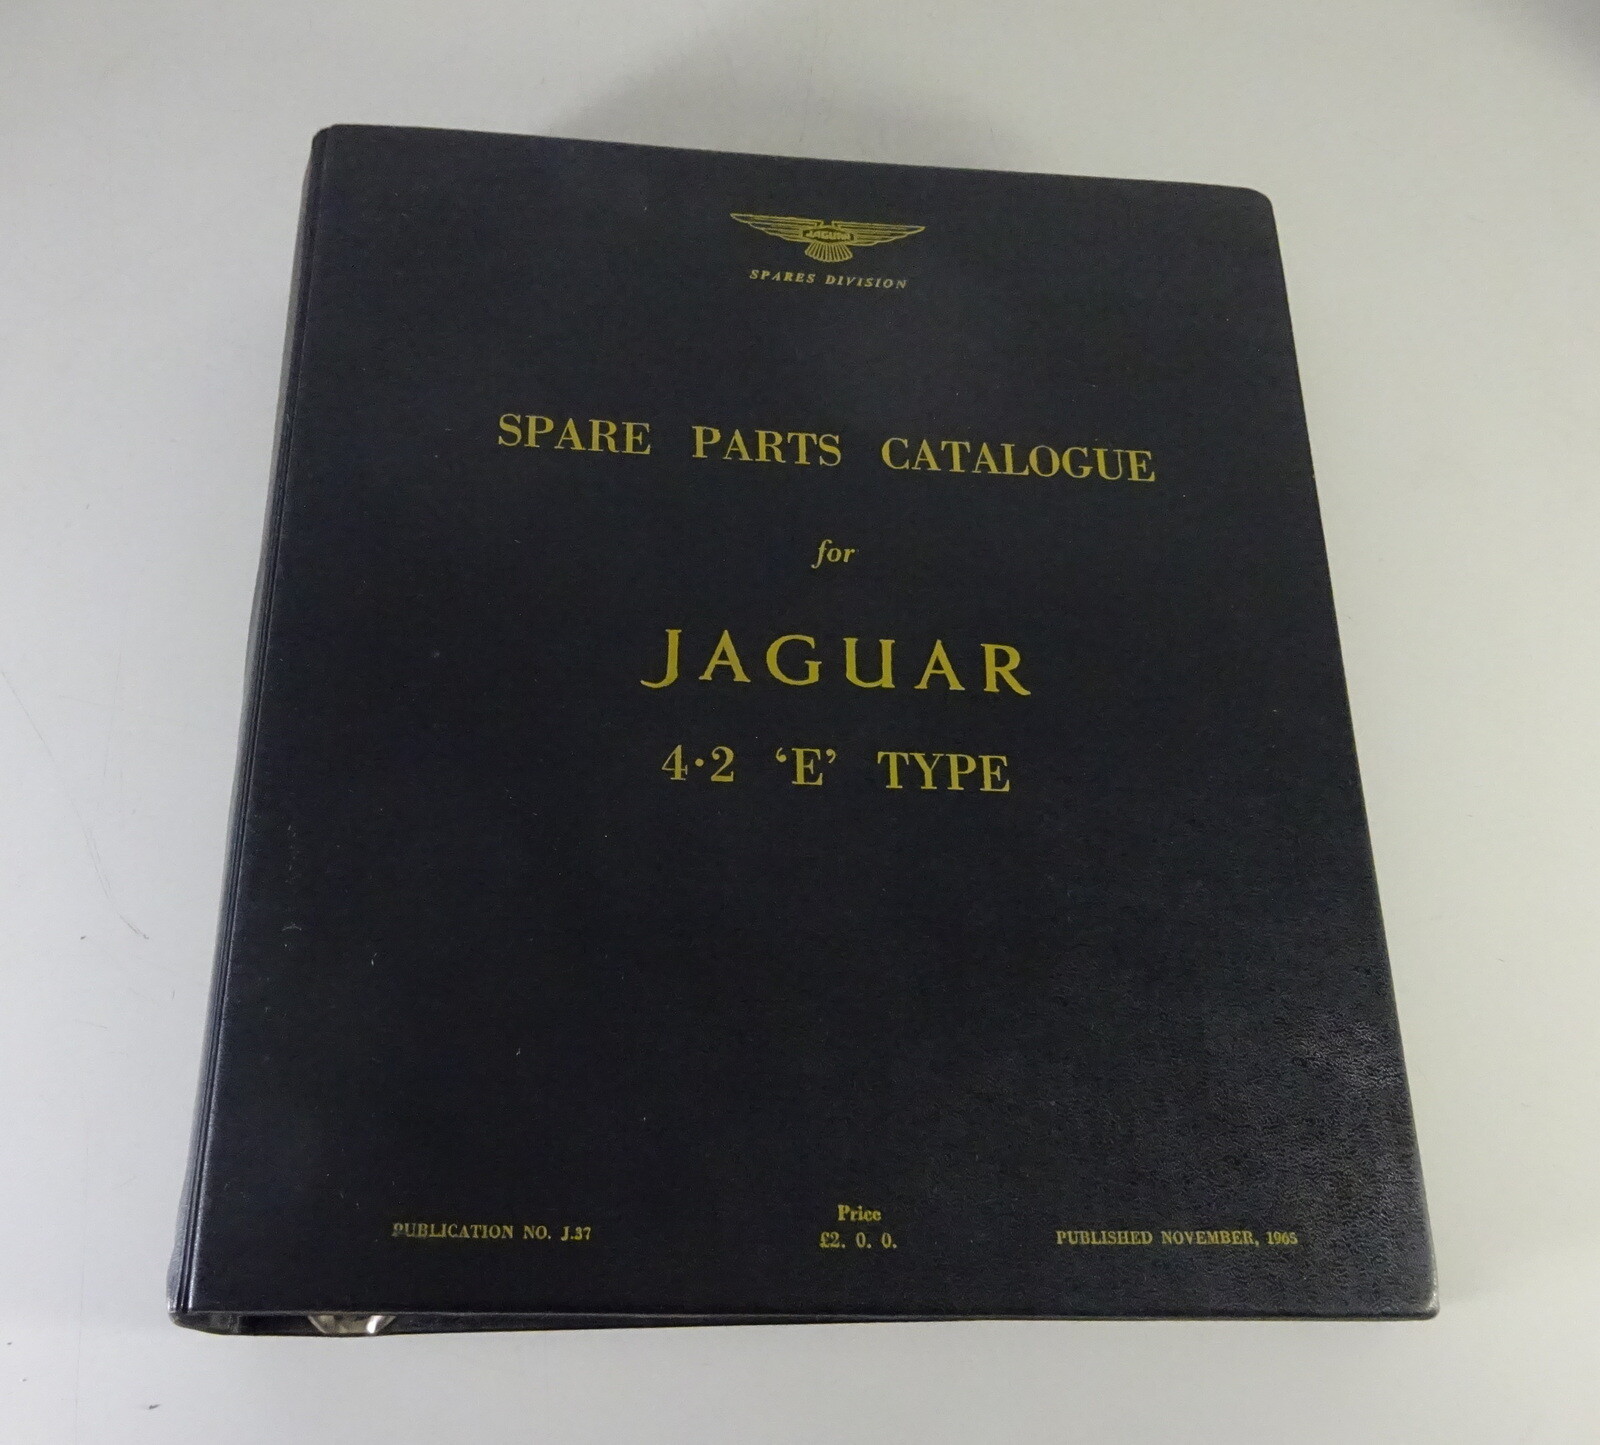 JAGUAR
SPARES DIVISION
SPARE PARTS CATALOGUE
for
JAGUAR
4·2 ‘E’ TYPE
PUBLICATION NO. J.37
Price
£2. 0. 0.
PUBLISHED NOVEMBER, 1965